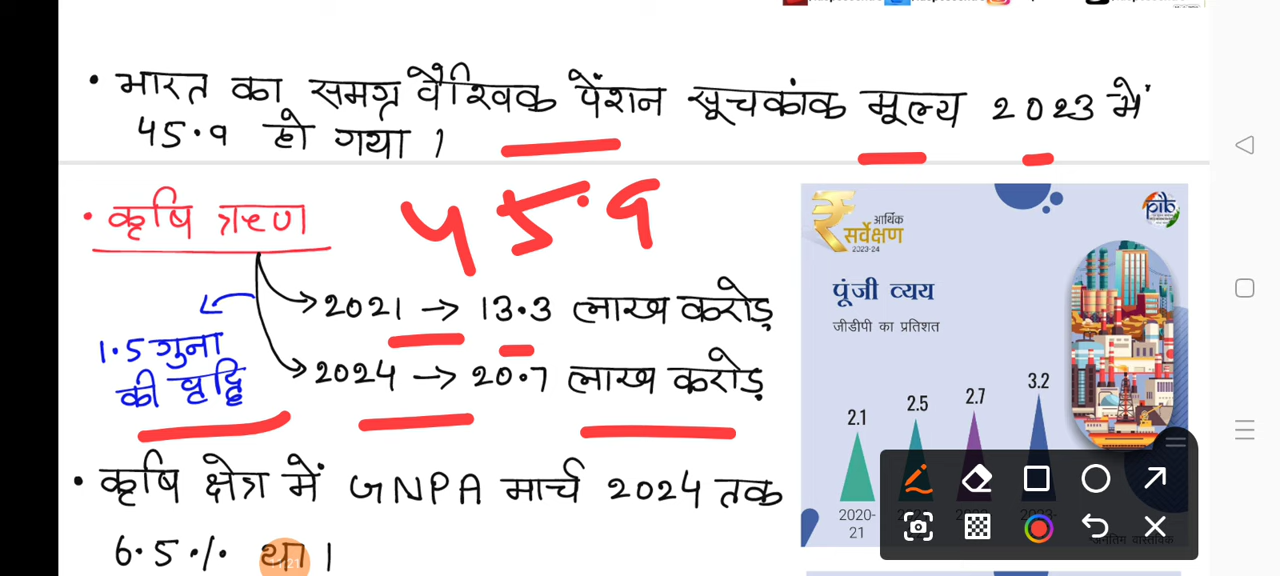 • भारत का समग्र वैश्विक पेंशन सूचकांक मूल्य 2023 में
45.9 हो गया ।
45.9
• कृषि ऋण
→ 2021 → 13.3 लाख करोड़
→ 2024 → 20.7 लाख करोड़
1.5 गुना
की वृद्धि
• कृषि क्षेत्र में GNPA मार्च 2024 तक
6.5% था ।
आर्थिक
सर्वेक्षण
2023-24
pib
पूंजी व्यय
जीडीपी का प्रतिशत
2.1
2.5
2.7
3.2
2020-
21